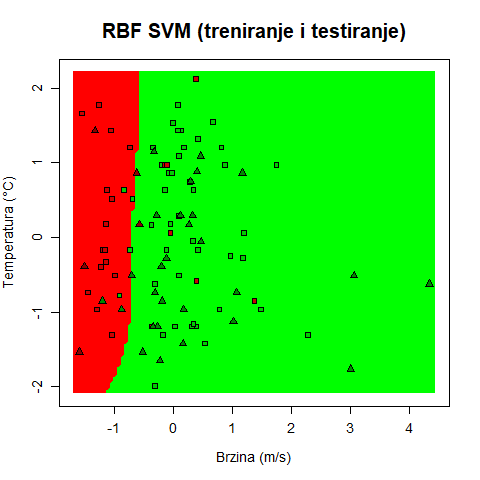 RBF SVM (treniranje i testiranje)
Temperatura (°C)
2
1
0
-1
-2
-1 0 1 2 3 4
Brzina (m/s)